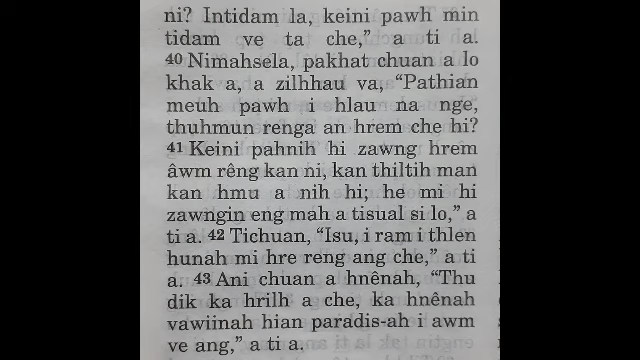 ni? Intidam la, keini pawh min
tidam ve ta che,” a ti a.
40 Nimahsela, pakhat chuan a lo
khak a, a zilhhau va, “Pathian
meuh pawh i hlau na nge,
thuhmun renga an hrem che hi?
41 Keini pahnih hi zawng hrem
âwm rêng kan ni, kan thiltih man
kan hmu a nih hi; he mi hi
zawngin eng mah a tisual si lo,” a
ti a. 42 Tichuan, “Isu, i ram i thlen
hunah mi hre reng ang che,” a ti
a. 43 Ani chuan a hnênah, “Thu
dik ka hrilh a che, ka hnênah
vawiinah hian paradis-ah i awm
ve ang,” a ti a.